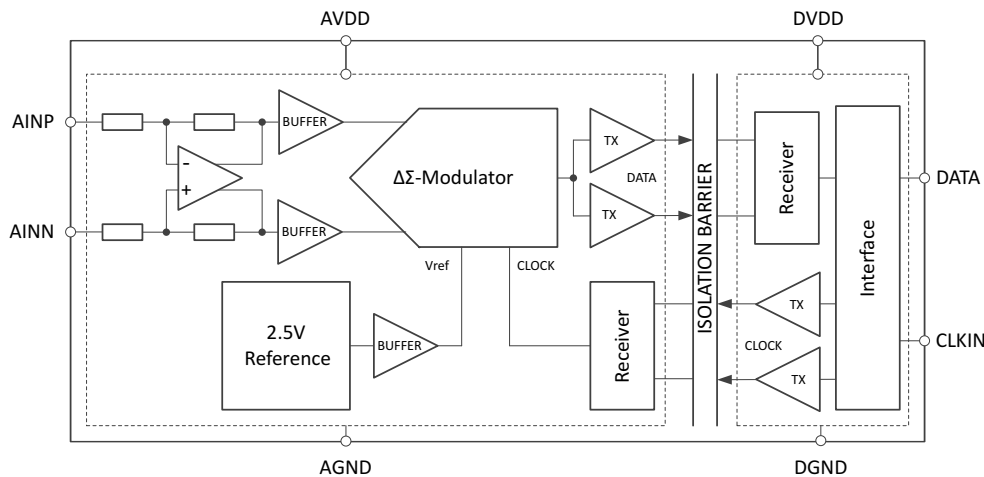 AVDD
DVDD
AINP
BUFFER
-
+
ΔΣ-Modulator
TX
DATA
TX
ISOLATION BARRIER
Receiver
Interface
DATA
AINN
BUFFER
Vref
CLOCK
2.5V
Reference
BUFFER
Receiver
TX
CLOCK
TX
CLKIN
AGND
DGND